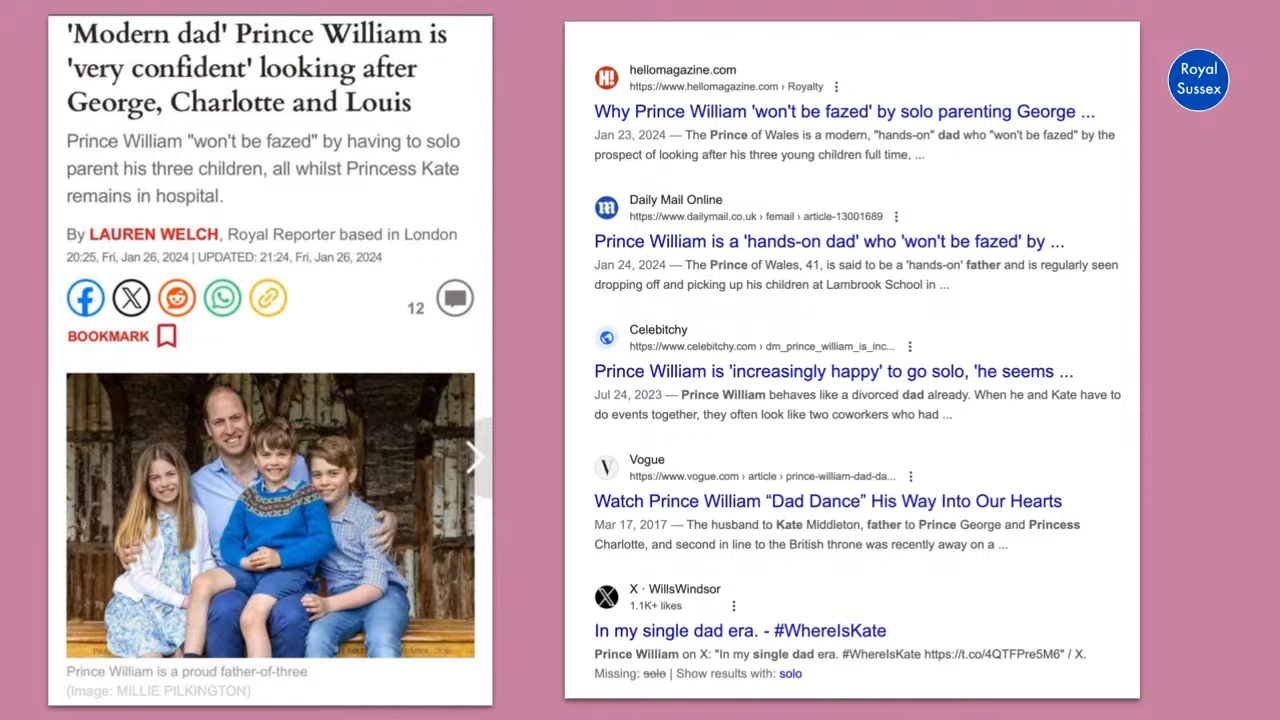 'Modern dad' Prince William is
'very confident' looking after
George, Charlotte and Louis
Prince William "won't be fazed" by having to solo
parent his three children, all whilst Princess Kate
remains in hospital.
By LAUREN WELCH, Royal Reporter based in London
20:25, Fri, Jan 26, 2024 | UPDATED: 21:24, Fri, Jan 26, 2024
12
BOOKMARK
Prince William is a proud father-of-three
(Image: MILLIE PILKINGTON)
hellomagazine.com
https://www.hellomagazine.com › Royalty
Why Prince William 'won't be fazed' by solo parenting George ...
Jan 23, 2024 — The Prince of Wales is a modern, "hands-on" dad who "won't be fazed" by the
prospect of looking after his three young children full time, ...
Daily Mail Online
https://www.dailymail.co.uk › femail › article-13001689
Prince William is a 'hands-on dad' who 'won't be fazed' by ...
Jan 24, 2024 — The Prince of Wales, 41, is said to be a 'hands-on' father and is regularly seen
dropping off and picking up his children at Lambrook School in ...
Celebitchy
https://www.celebitchy.com › dm_prince_william_is_inc...
Prince William is 'increasingly happy' to go solo, 'he seems ...
Jul 24, 2023 — Prince William behaves like a divorced dad already. When he and Kate have to
do events together, they often look like two coworkers who had ...
Vogue
https://www.vogue.com › article › prince-william-dad-da...
Watch Prince William “Dad Dance” His Way Into Our Hearts
Mar 17, 2017 — The husband to Kate Middleton, father to Prince George and Princess
Charlotte, and second in line to the British throne was recently away on a ...
X · WillsWindsor
1.1K+ likes
In my single dad era. - #WhereIsKate
Prince William on X: "In my single dad era. #WhereIsKate https://t.co/4QTFPre5M6" / X.
Missing: solo | Show results with: solo
Royal
Sussex